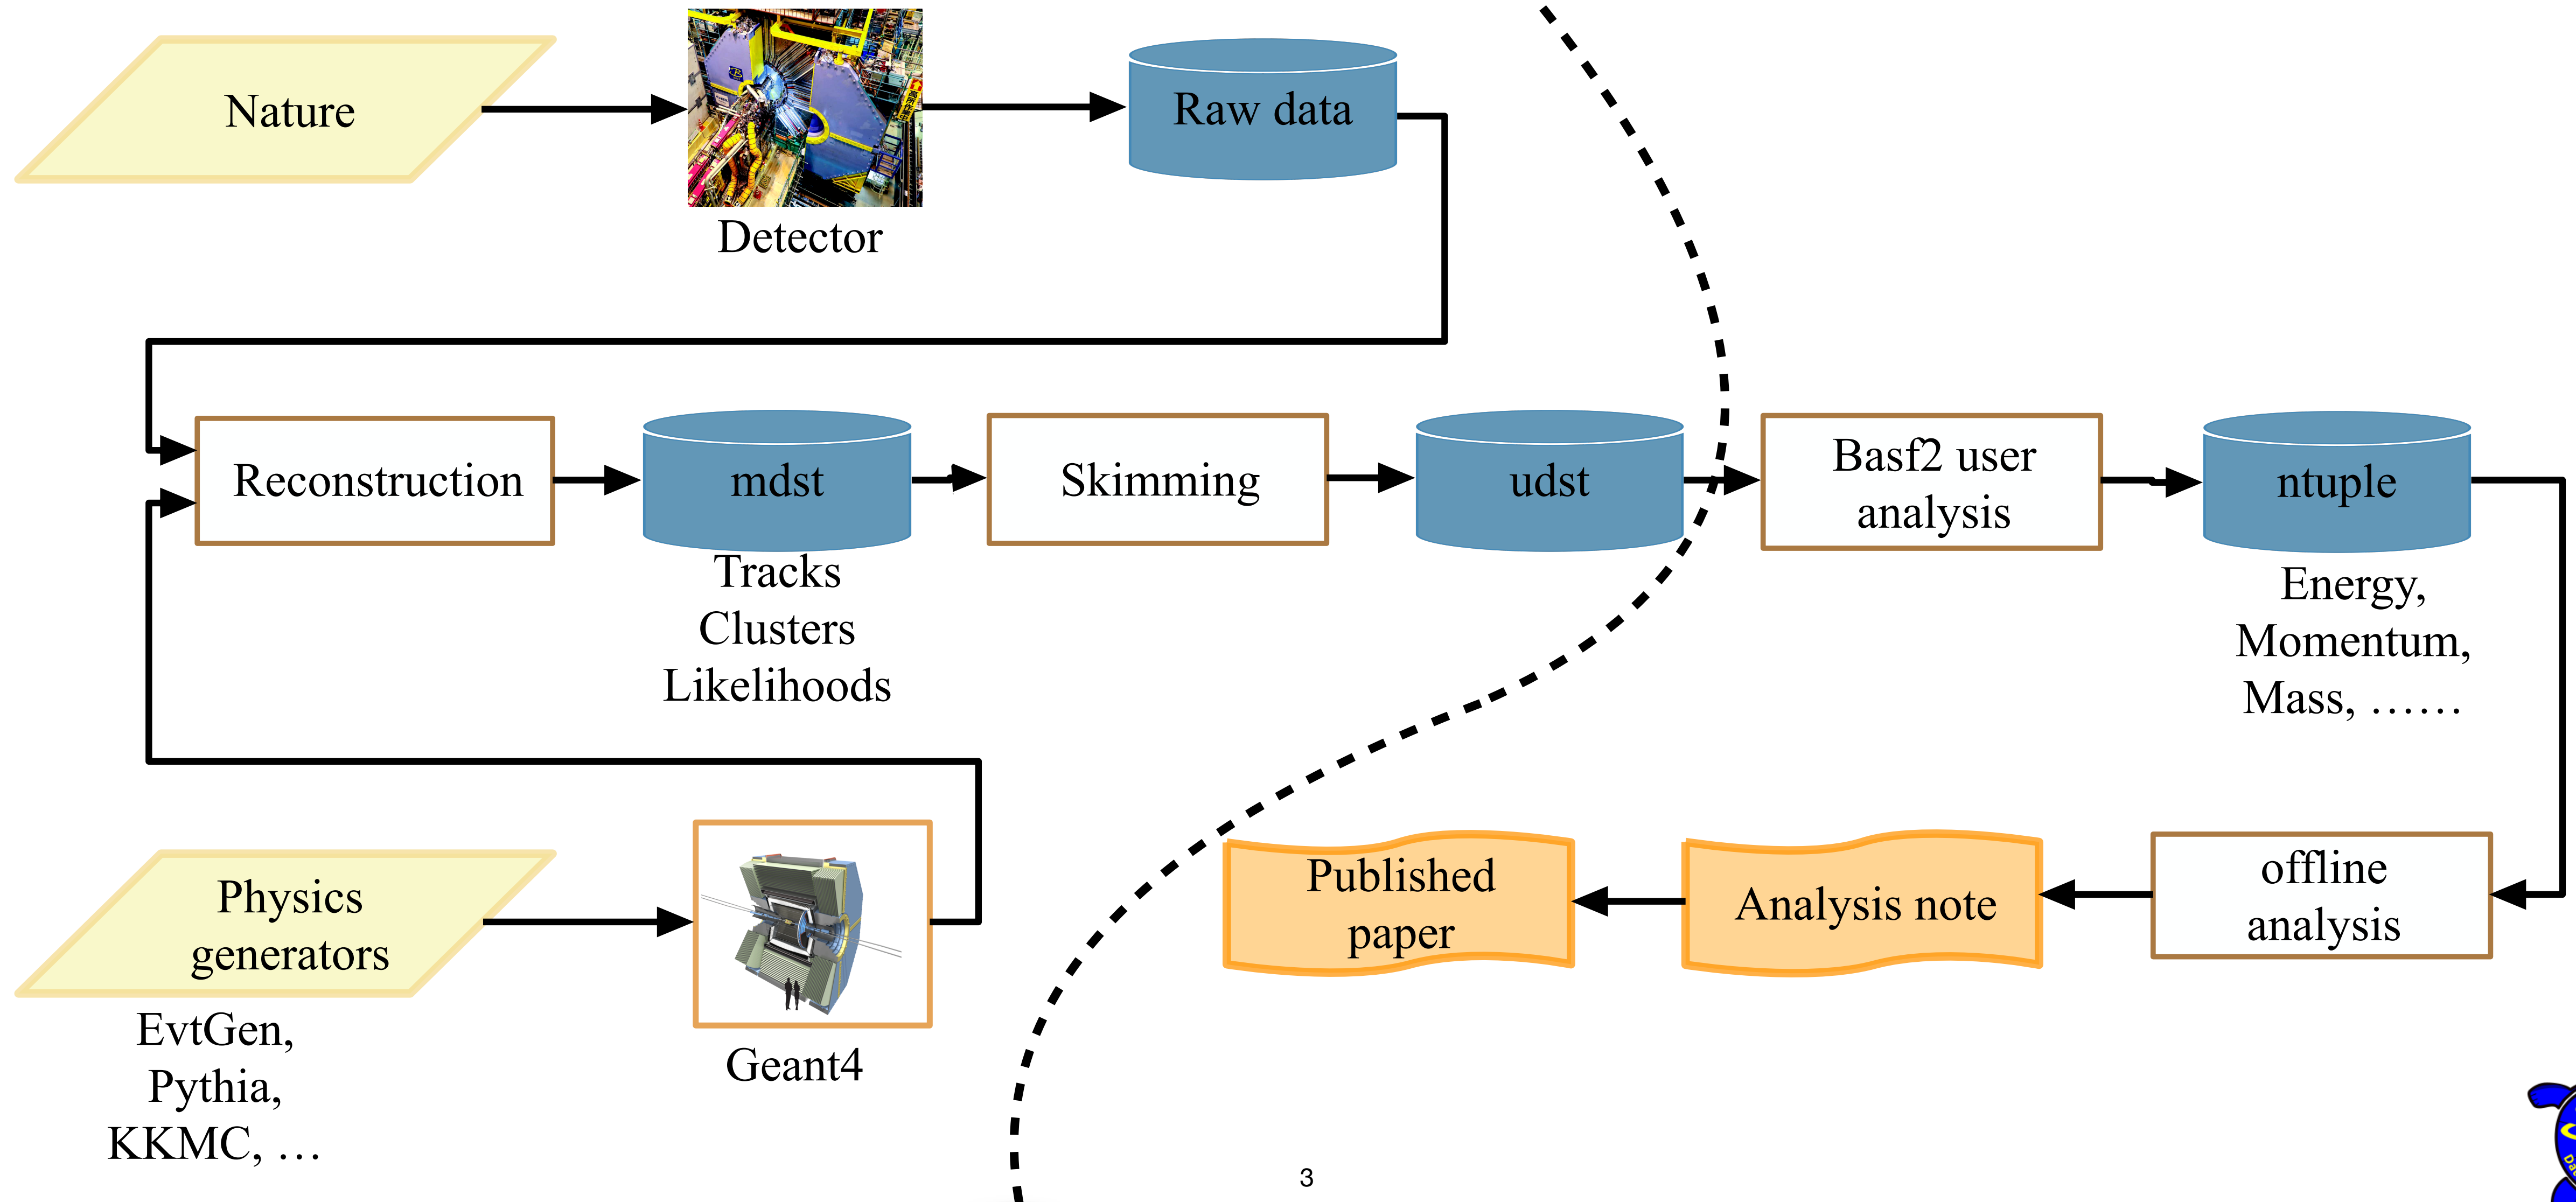 Nature
Detector
Raw data
Reconstruction
mdst
Tracks
Clusters
Likelihoods
Skimming
udst
Basf2 user
analysis
ntuple
Energy,
Momentum,
Mass, ……
Physics
generators
EvtGen,
Pythia,
KKMC, …
Geant4
Published
paper
Analysis note
offline
analysis
3